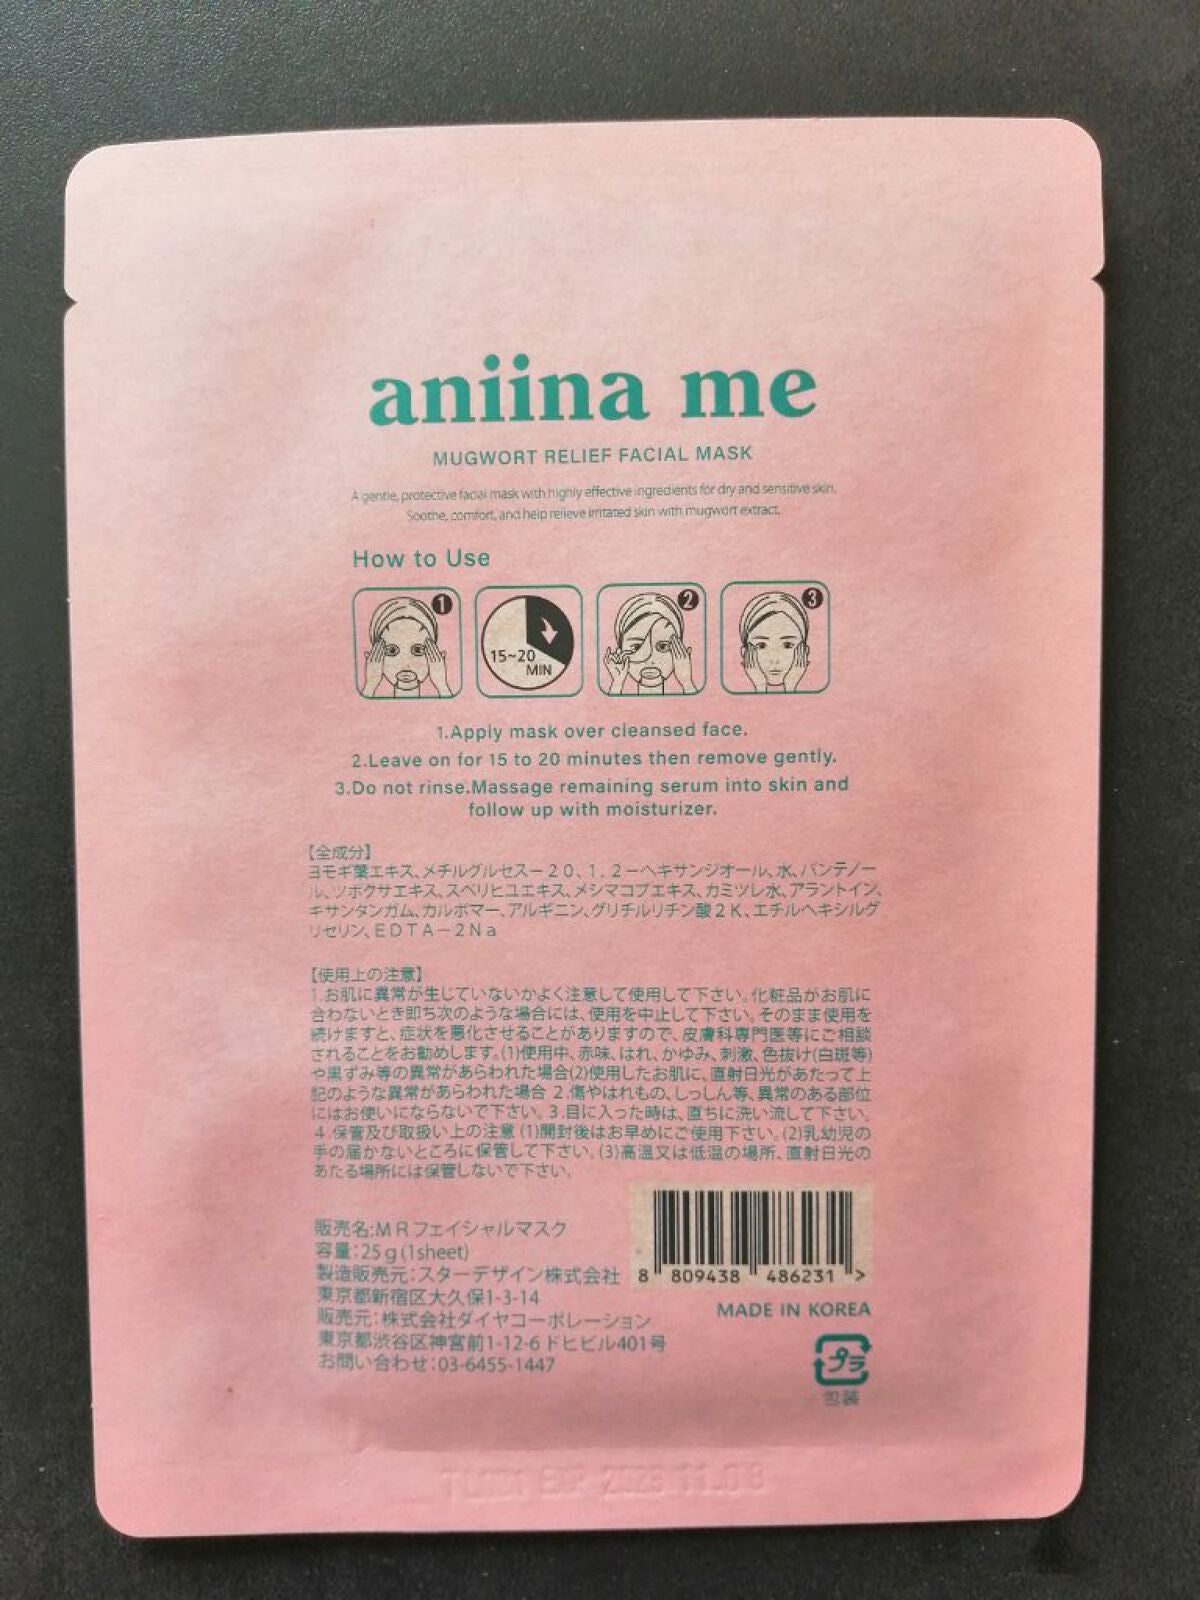 aniina me
MUGWORT RELIEF FACIAL MASK
A gentle, protective facial mask with highly effective ingredients for dry and sensitive skin.
Soothe, comfort, and help relieve irritated skin with mugwort extract.
How to Use
1
15~20
MIN
2
3
1.Apply mask over cleansed face.
2.Leave on for 15 to 20 minutes then remove gently.
3.Do not rinse.Massage remaining serum into skin and
follow up with moisturizer.
【全成分】
ヨモギ葉エキス、メチルグルセス－２０、１，２－ヘキサンジオール、水、パンテノー
ル、ツボクサエキス、スベリヒユエキス、メシマコブエキス、カミツレ水、アラントイン、
キサンタンガム、カルボマー、アルギニン、グリチルリチン酸２Ｋ、エチルヘキシルグ
リセリン、ＥＤＴＡ－２Ｎａ
【使用上の注意】
1.お肌に異常が生じていないかよく注意して使用して下さい。化粧品がお肌に
合わないとき即ち次のような場合には、使用を中止して下さい。そのまま使用を
続けますと、症状を悪化させることがありますので、皮膚科専門医等にご相談
されることをお勧めします。(1)使用中、赤味、はれ、かゆみ、刺激、色抜け(白斑等)
や黒ずみ等の異常があらわれた場合(2)使用したお肌に、直射日光があたって上
記のような異常があらわれた場合 2.傷やはれもの、しっしん等、異常のある部位
にはお使いにならないで下さい。3.目に入った時は、直ちに洗い流して下さい。
4.保管及び取扱い上の注意 (1)開封後はお早めにご使用下さい。(2)乳幼児の
手の届かないところに保管して下さい。(3)高温又は低温の場所、直射日光の
あたる場所には保管しないで下さい。
販売名:ＭＲフェイシャルマスク
容量：25ｇ(1sheet)
製造販売元：スターデザイン株式会社
東京都新宿区大久保1-3-14
販売元：株式会社ダイヤコーポレーション
東京都渋谷区神宮前1-12-6 ドヒビル401号
お問い合わせ：03-6455-1447
8 809438 486231 >
MADE IN KOREA
プラ
包装